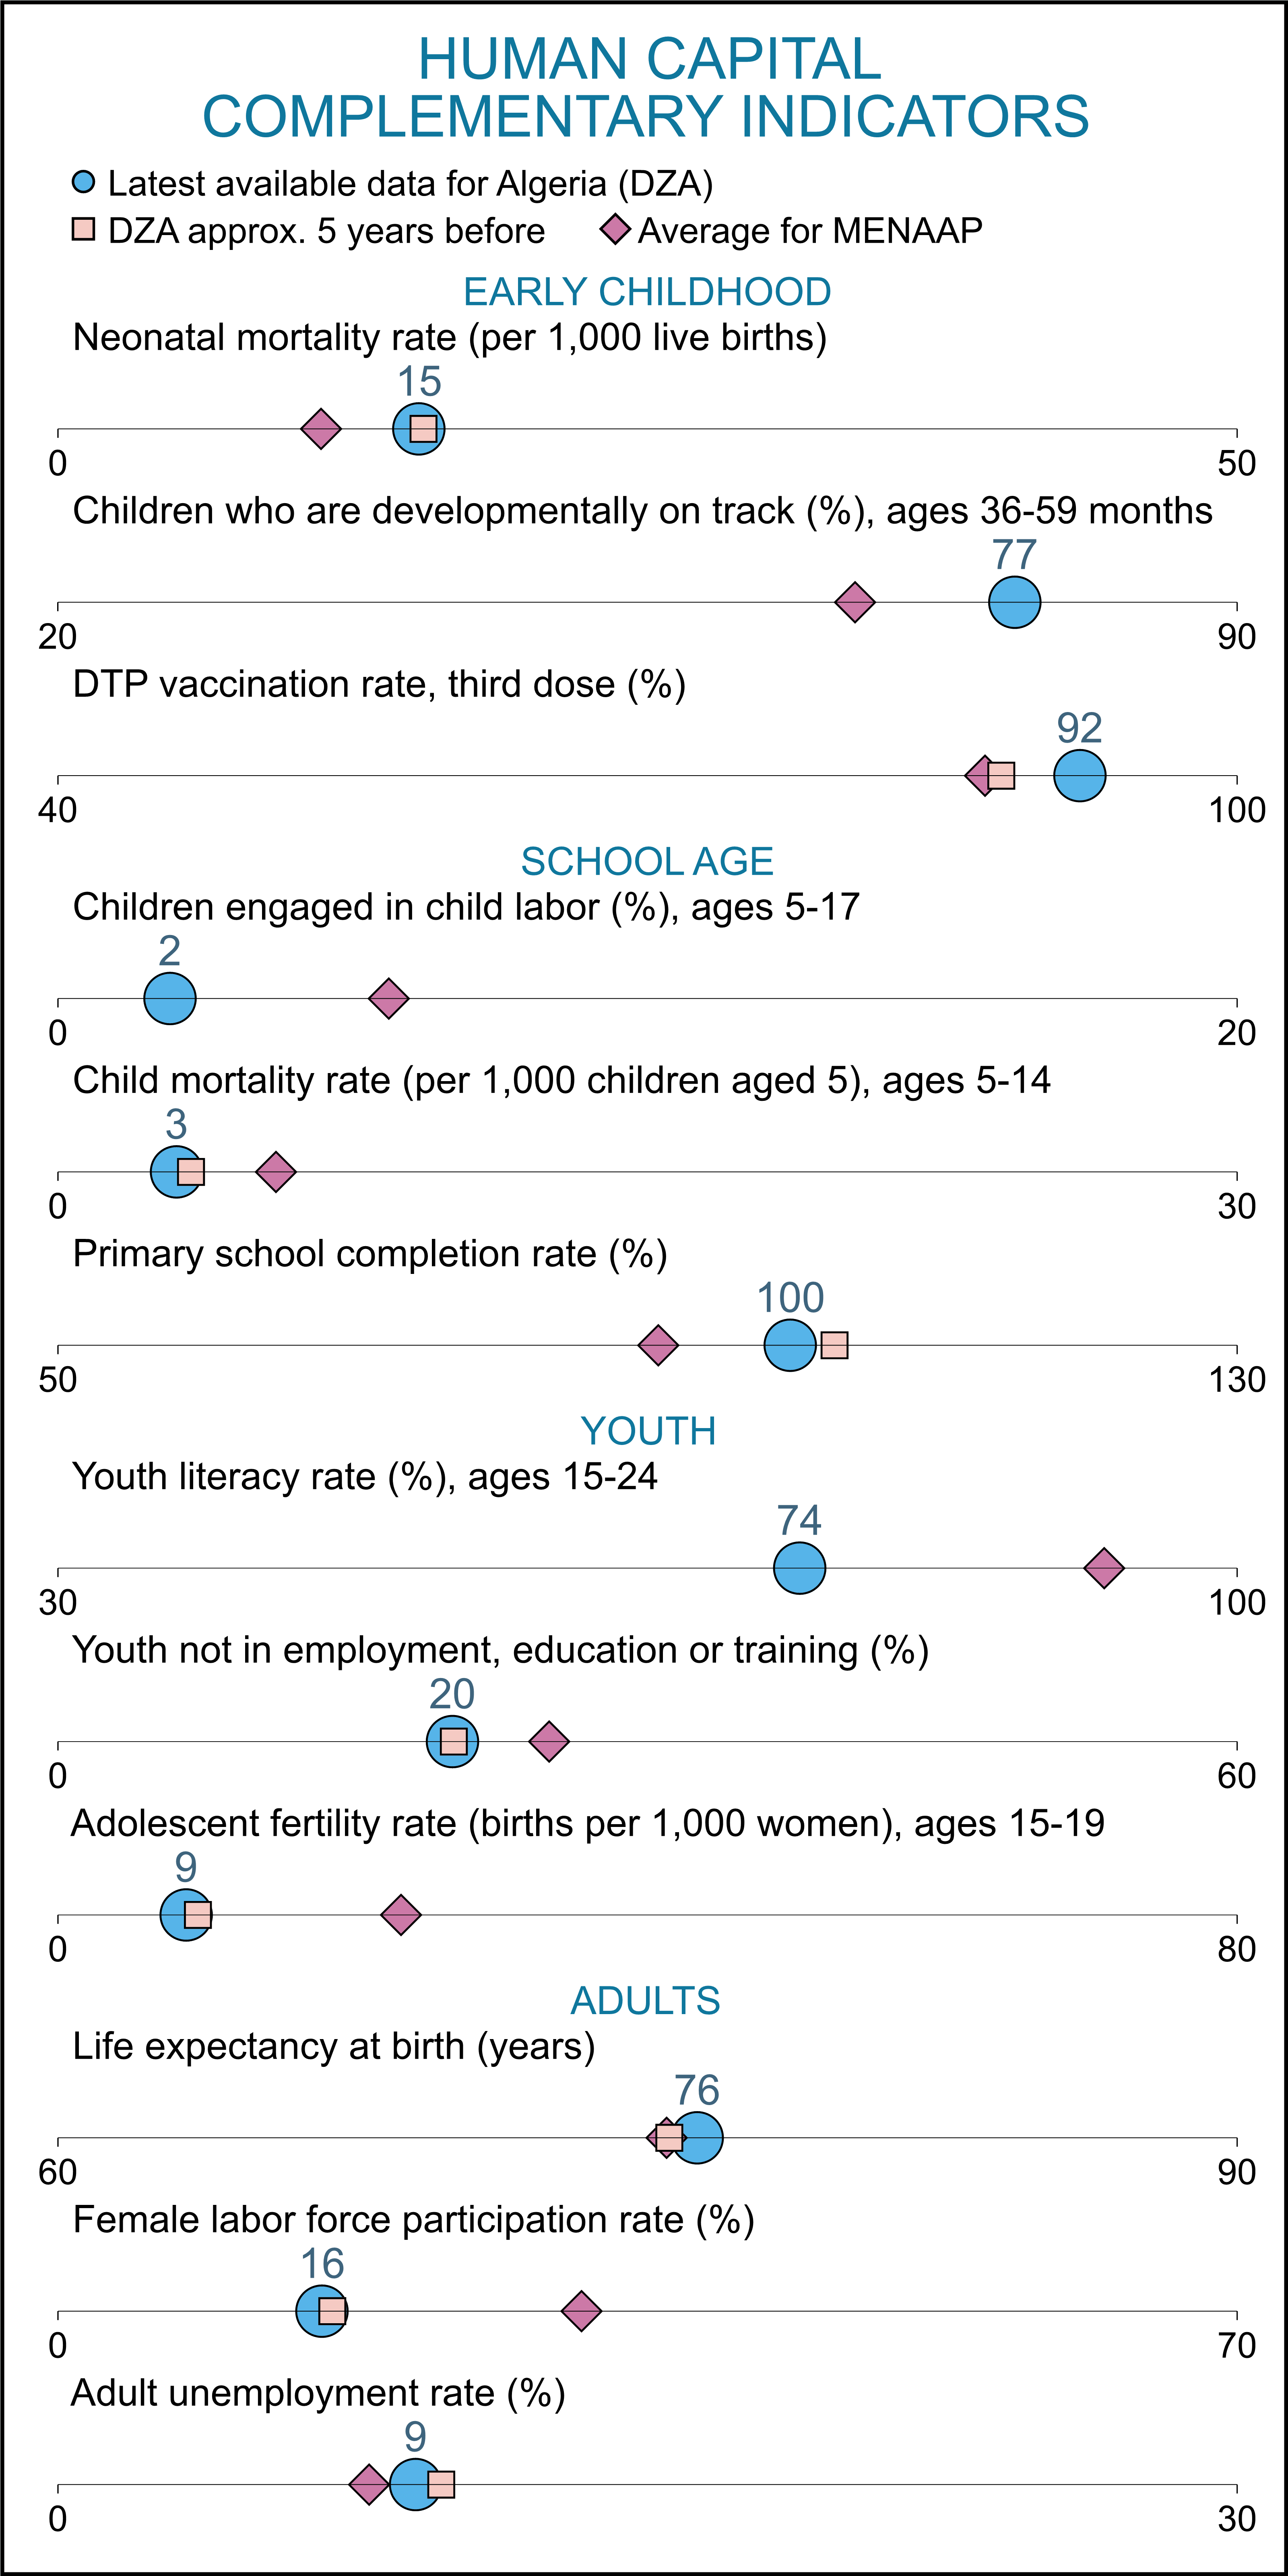 HUMAN CAPITAL
COMPLEMENTARY INDICATORS
Latest available data for Algeria (DZA)
DZA approx. 5 years before
Average for MENAAP
EARLY CHILDHOOD
Neonatal mortality rate (per 1,000 live births)
15
0
50
Children who are developmentally on track (%), ages 36-59 months
77
20
90
DTP vaccination rate, third dose (%)
92
40
100
SCHOOL AGE
Children engaged in child labor (%), ages 5-17
2
0
20
Child mortality rate (per 1,000 children aged 5), ages 5-14
3
0
30
Primary school completion rate (%)
100
50
130
YOUTH
Youth literacy rate (%), ages 15-24
74
30
100
Youth not in employment, education or training (%)
20
0
60
Adolescent fertility rate (births per 1,000 women), ages 15-19
9
0
80
ADULTS
Life expectancy at birth (years)
76
60
90
Female labor force participation rate (%)
16
0
70
Adult unemployment rate (%)
9
0
30